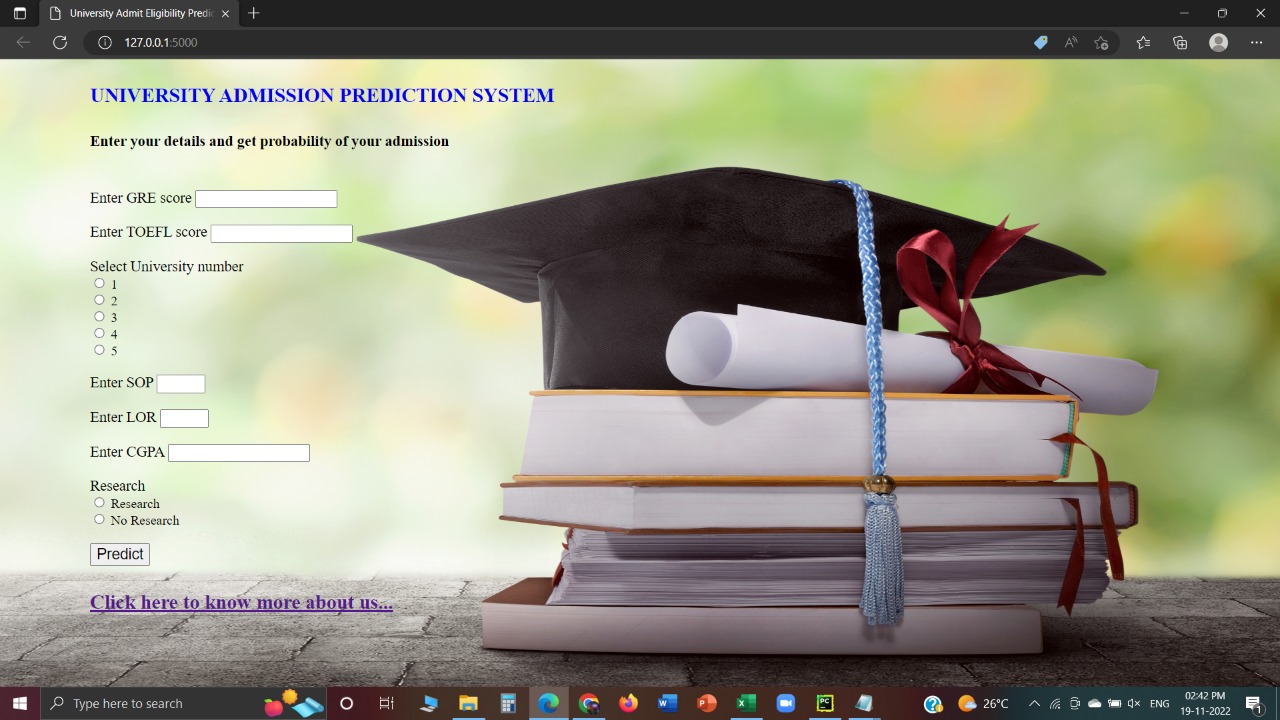 University Admit Eligibility Predic
127.0.0.1:5000
UNIVERSITY ADMISSION PREDICTION SYSTEM
Enter your details and get probability of your admission
Enter GRE score
Enter TOEFL score
Select University number
1
2
3
4
5
Enter SOP
Enter LOR
Enter CGPA
Research
Research
No Research
Predict
Click here to know more about us...
Type here to search
26°C
ENG
02:42 PM
19-11-2022